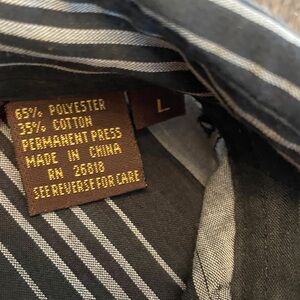 65% POLYESTER
35% COTTON
PERMANENT PRESS
MADE IN CHINA
RN 26818
SEE REVERSE FOR CARE
L